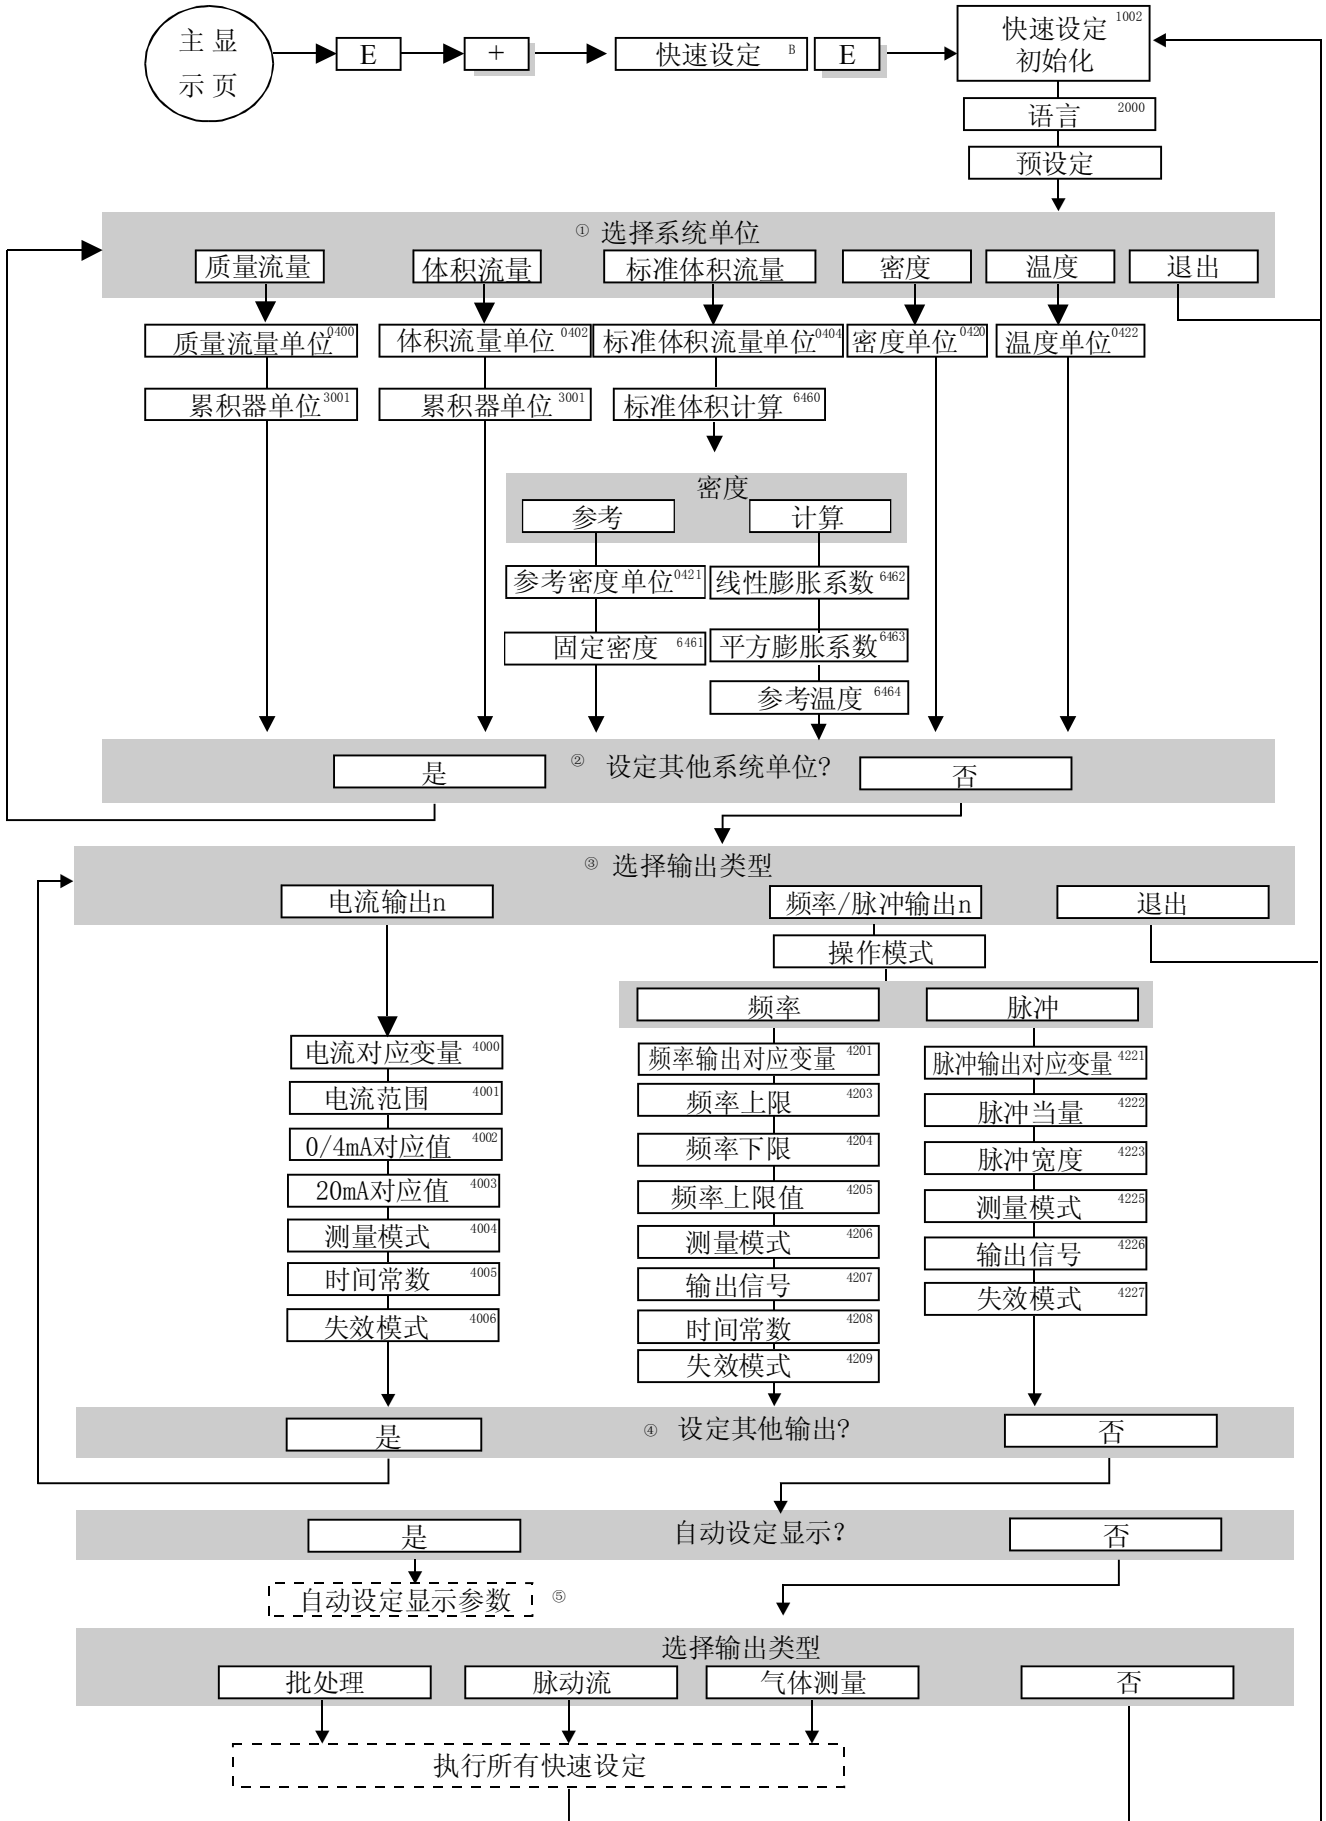 主 显
示 页
E
+
快速设定 B
E
快速设定 1002
初始化
语言 2000
预设定
① 选择系统单位
质量流量 体积流量 标准体积流量 密度 温度 退出
质量流量单位 0400 体积流量单位 0402 标准体积流量单位 0404 密度单位 0420 温度单位 0422
累积器单位 3001 累积器单位 3001 标准体积计算 6460
密度
参考 计算
参考密度单位 0421 线性膨胀系数 6462
固定密度 6461 平方膨胀系数 6463
参考温度 6464
是 ② 设定其他系统单位? 否
③ 选择输出类型
电流输出n 频率/脉冲输出n 退出
操作模式
频率 脉冲
电流对应变量 4000
电流范围 4001
0/4mA对应值 4002
20mA对应值 4003
测量模式 4004
时间常数 4005
失效模式 4006
频率输出对应变量 4201
频率上限 4203
频率下限 4204
频率上限值 4205
测量模式 4206
输出信号 4207
时间常数 4208
失效模式 4209
脉冲输出对应变量 4221
脉冲当量 4222
脉冲宽度 4223
测量模式 4225
输出信号 4226
失效模式 4227
是 ④ 设定其他输出? 否
是 自动设定显示? 否
自动设定显示参数 ⑤
选择输出类型
批处理 脉动流 气体测量 否
执行所有快速设定